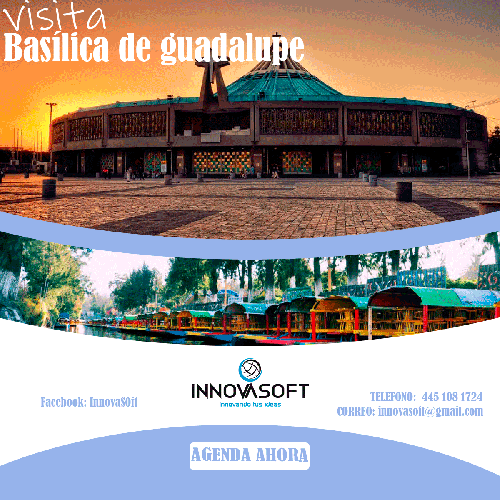 visita
Basílica de guadalupe
INNOVASOFT
innovando tus ideas
Facebook: InnovaS0ft
TELEFONO: 445 108 1724
CORREO: innovasoft@gmail.com
AGENDA AHORA